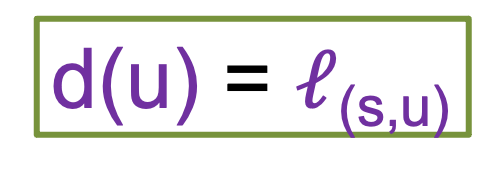 d(u) = ℓ(s,u)